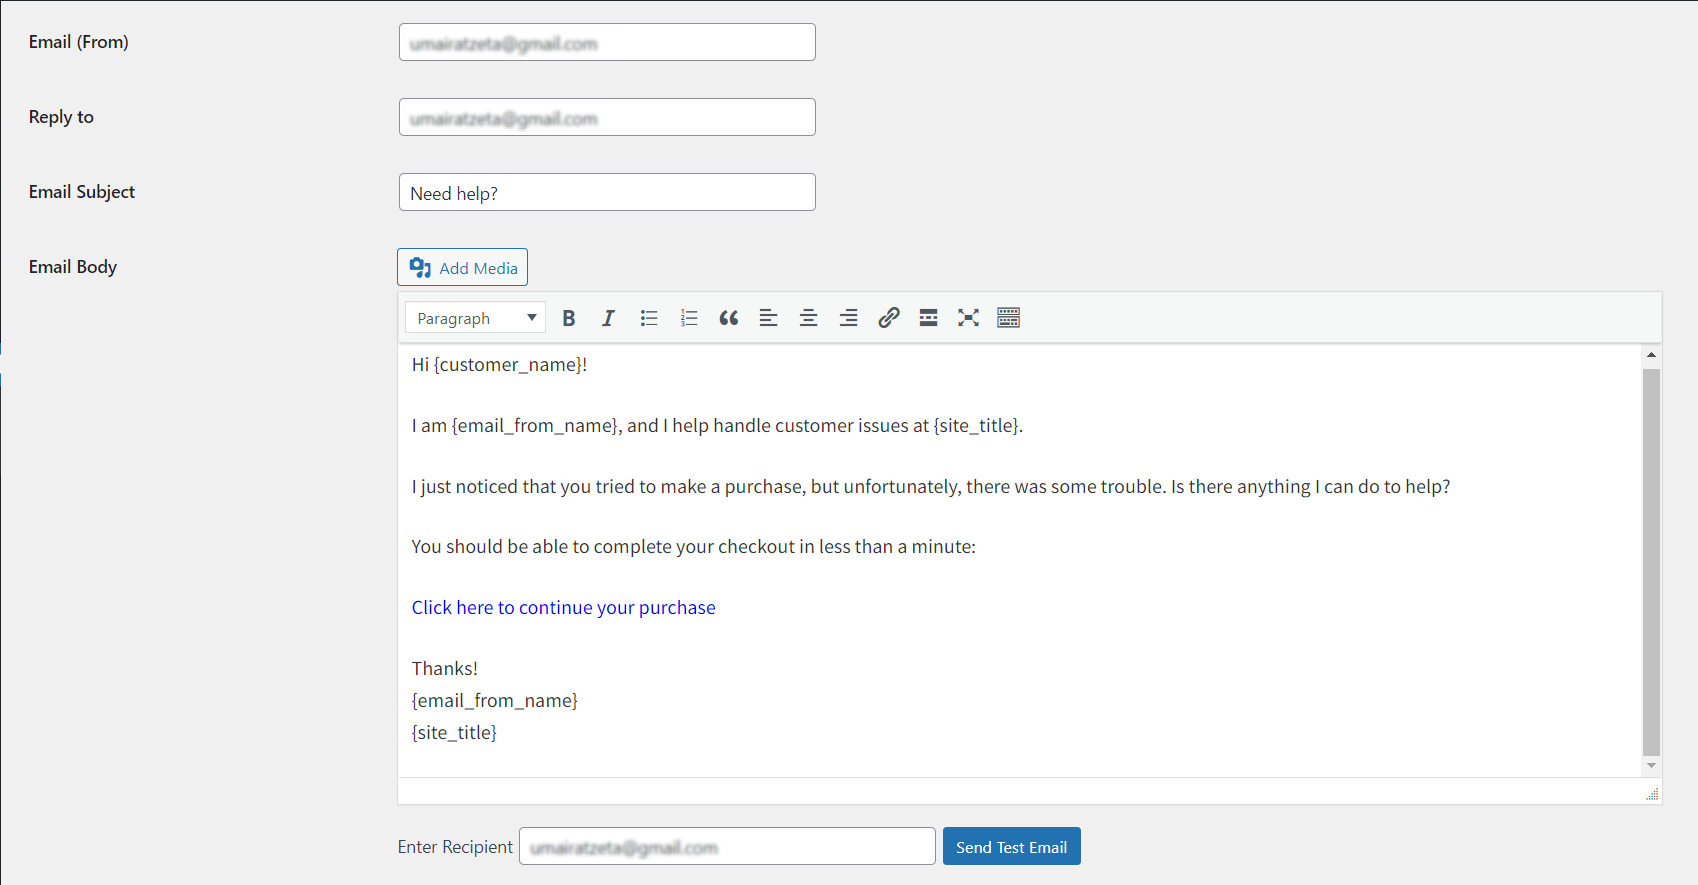 Email (From)
umairatzeta@gmail.com
Reply to
umairatzeta@gmail.com
Email Subject
Need help?
Email Body
Add Media
Paragraph
Hi {customer_name}!
I am {email_from_name}, and I help handle customer issues at {site_title}.
I just noticed that you tried to make a purchase, but unfortunately, there was some trouble. Is there anything I can do to help?
You should be able to complete your checkout in less than a minute:
Click here to continue your purchase
Thanks!
{email_from_name}
{site_title}
Enter Recipient umairatzeta@gmail.com Send Test Email